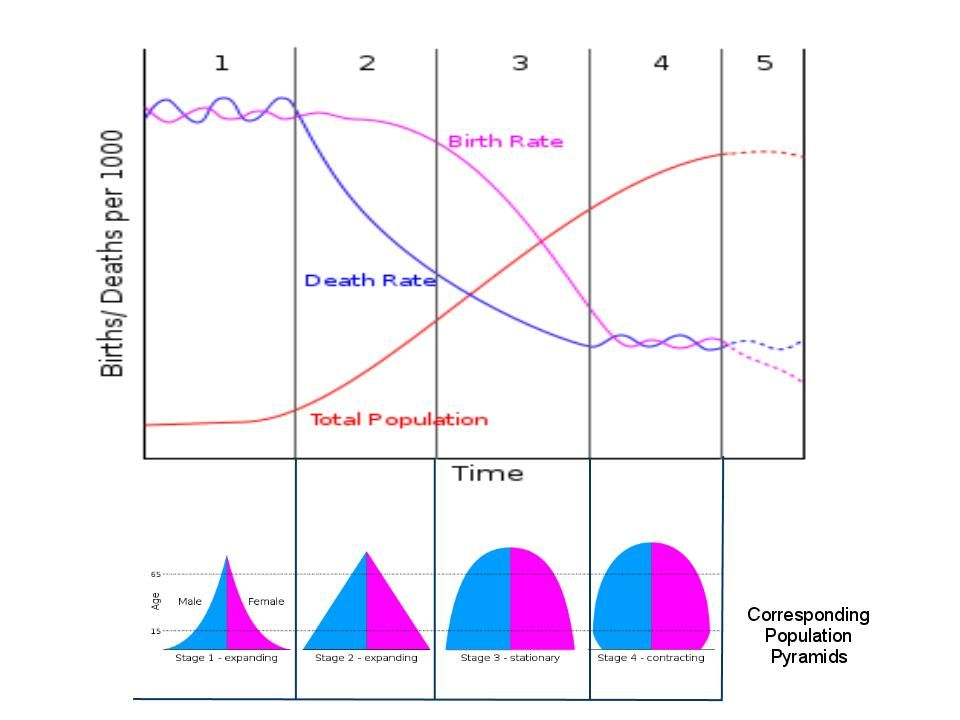 1 2 3 4 5
Births/ Deaths per 1000
Birth Rate
Death Rate
Total Population
Time
65
Age
Male
Female
15
Stage 1 - expanding
Stage 2 - expanding
Stage 3 - stationary
Stage 4 - contracting
Corresponding
Population
Pyramids